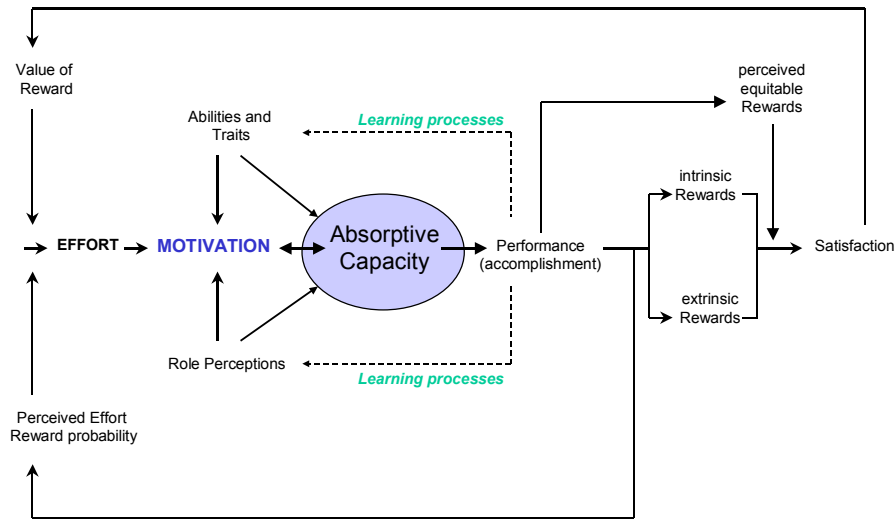 Value of
Reward
perceived
equitable
Rewards
Abilities and
Traits
Learning processes
intrinsic
Rewards
EFFORT
MOTIVATION
Absorptive
Capacity
Performance
(accomplishment)
Satisfaction
extrinsic
Rewards
Role Perceptions
Learning processes
Perceived Effort
Reward probability